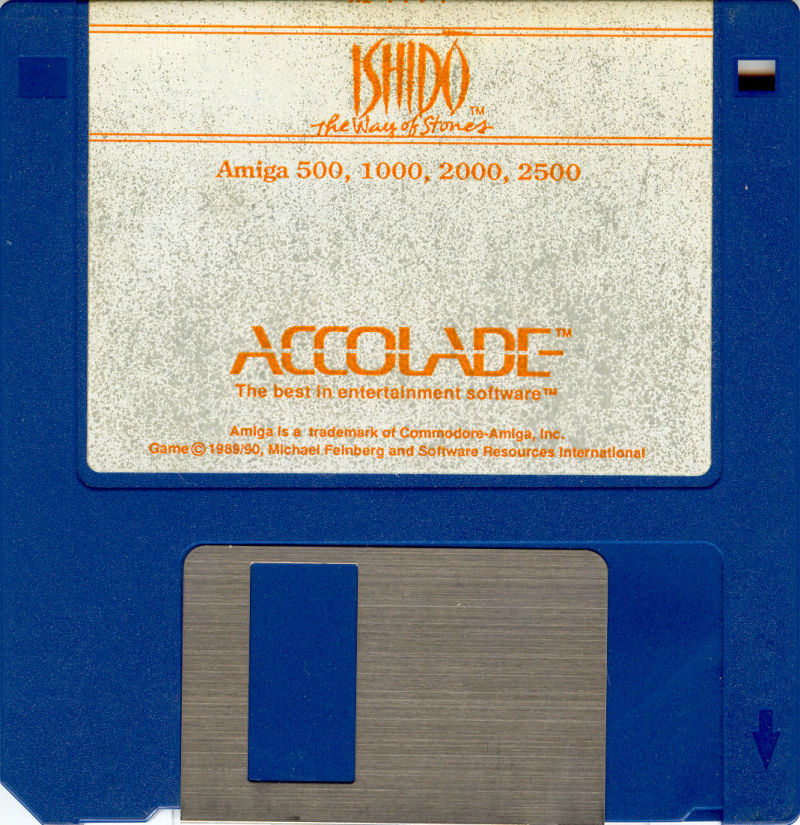 ISHIDŌ™
The Way of Stones
Amiga 500, 1000, 2000, 2500
ACCOLADE™
The best in entertainment software™
Amiga is a trademark of Commodore-Amiga, Inc.
Game © 1989/90, Michael Feinberg and Software Resources International